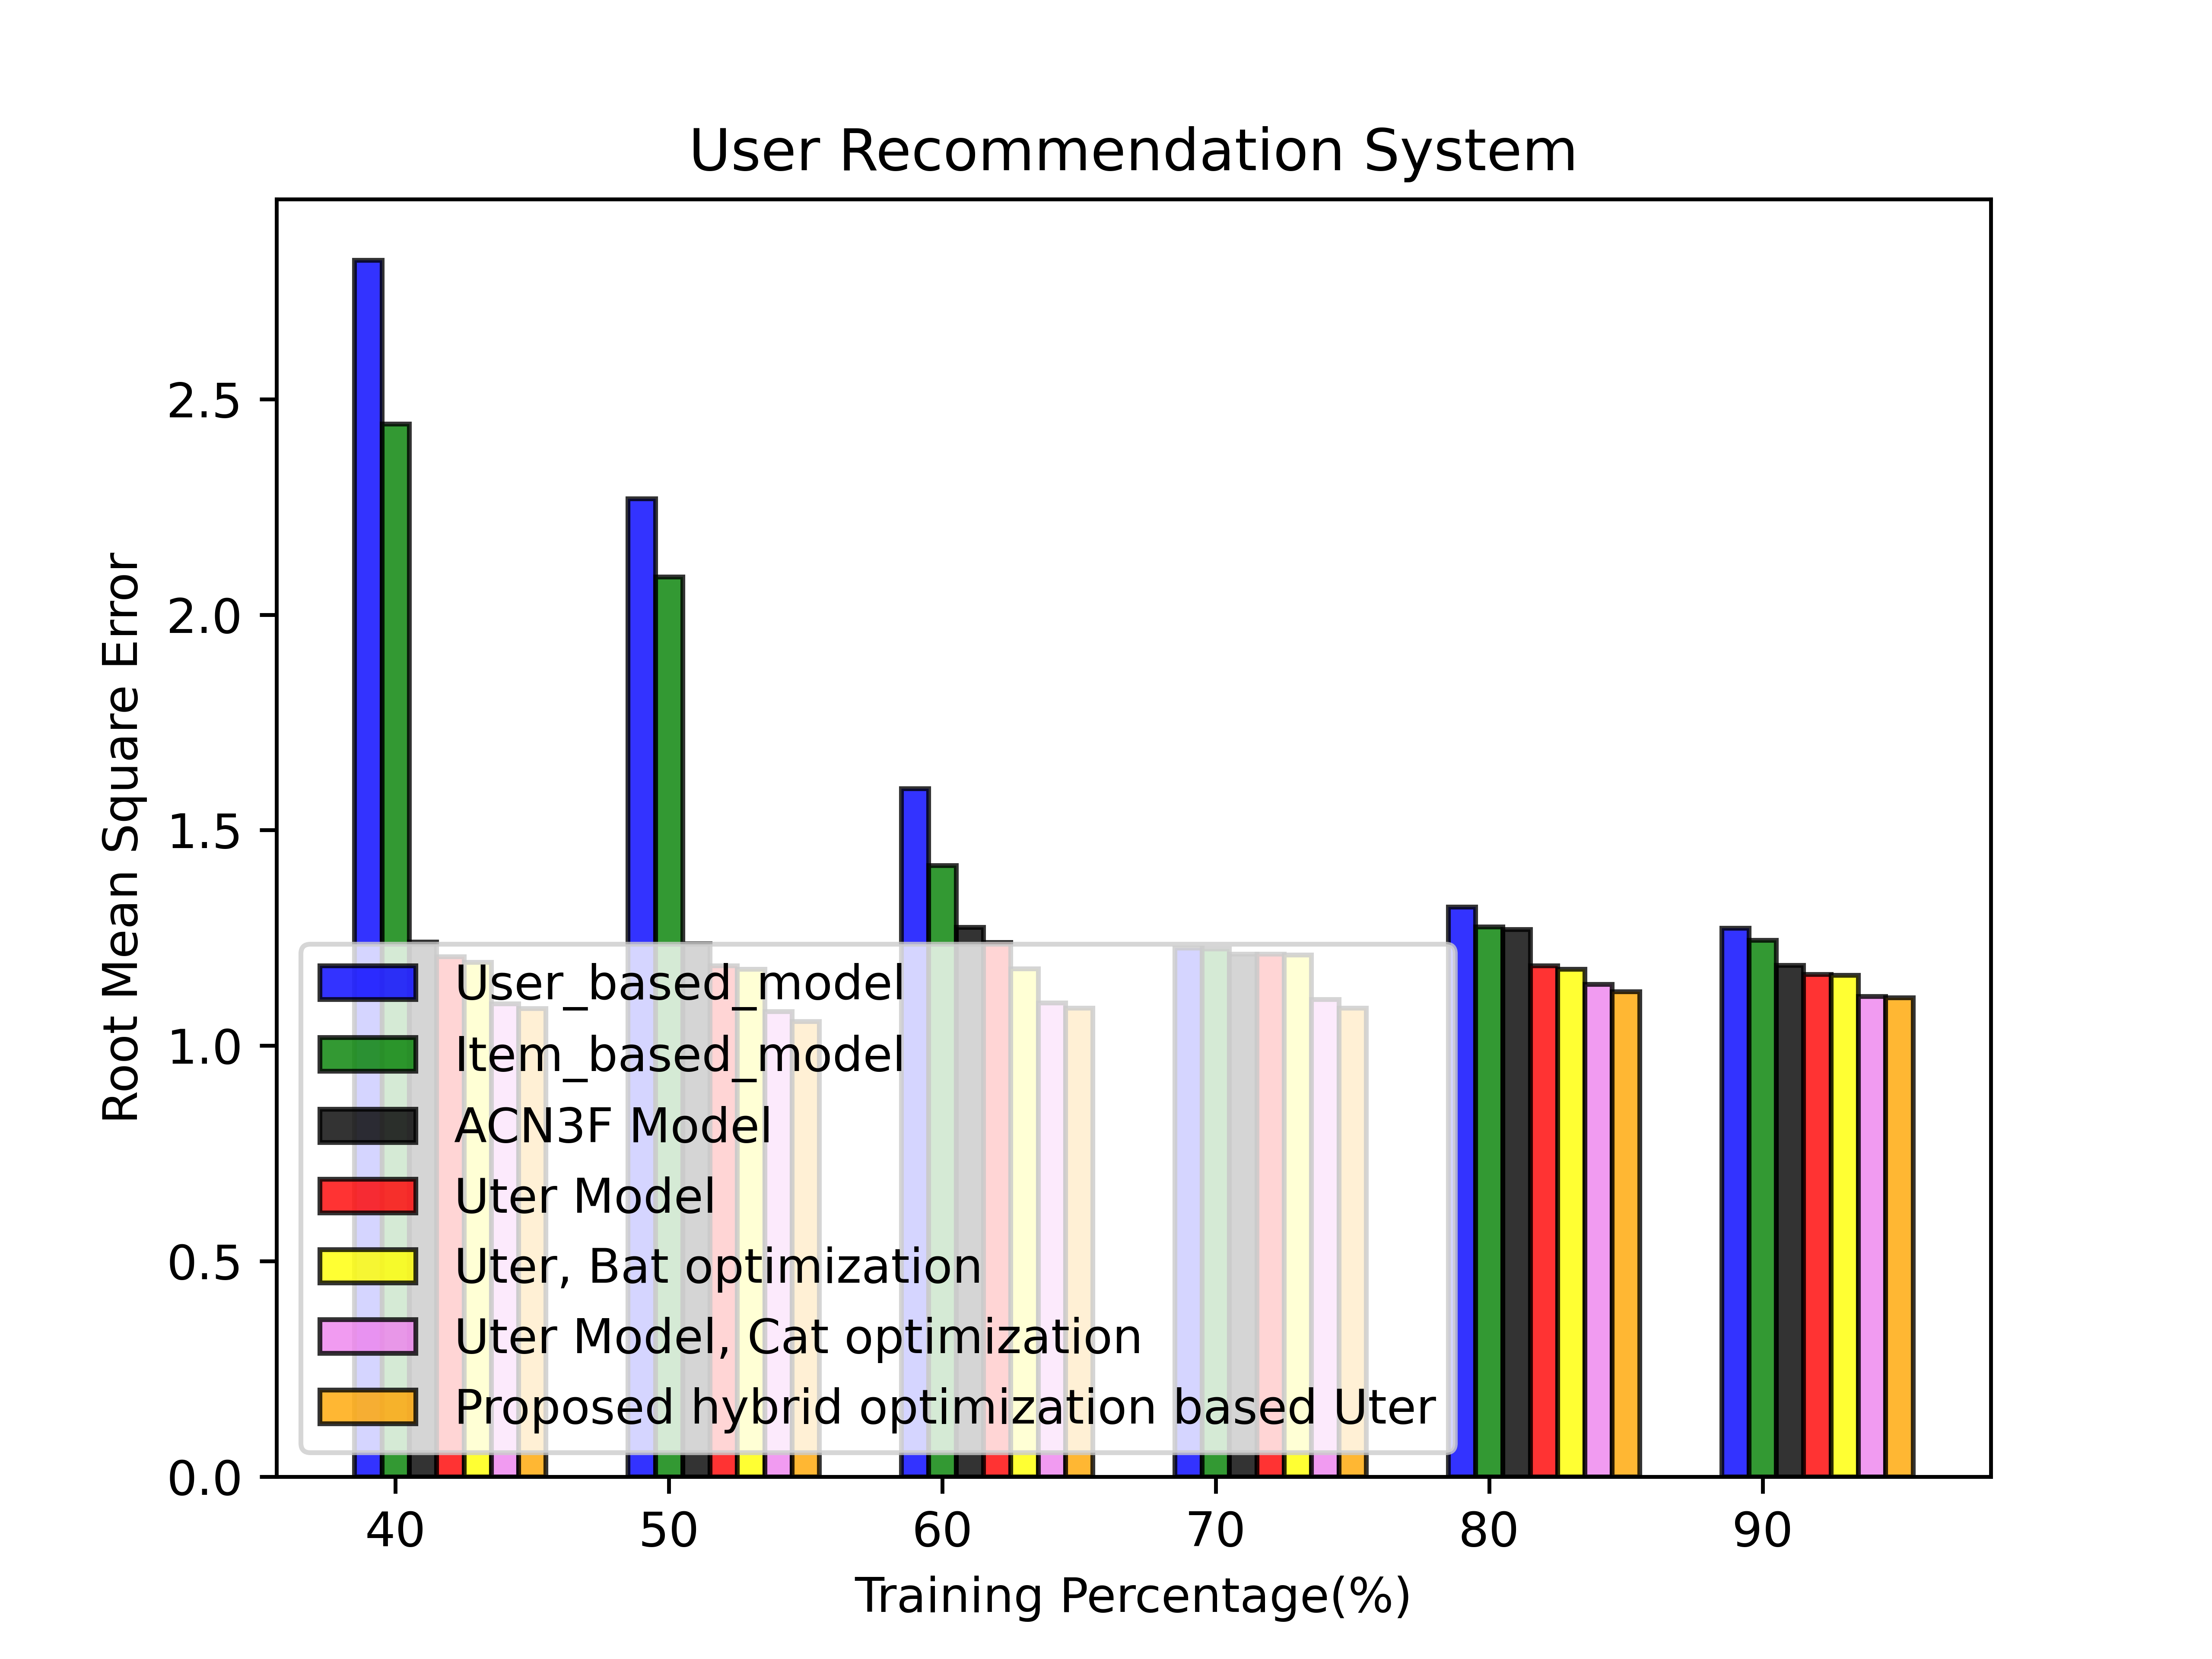 User Recommendation System
Root Mean Square Error
2.5
2.0
1.5
1.0
0.5
0.0
User_based_model
Item_based_model
ACN3F Model
Uter Model
Uter, Bat optimization
Uter Model, Cat optimization
Proposed hybrid optimization based Uter
40 50 60 70 80 90
Training Percentage(%)